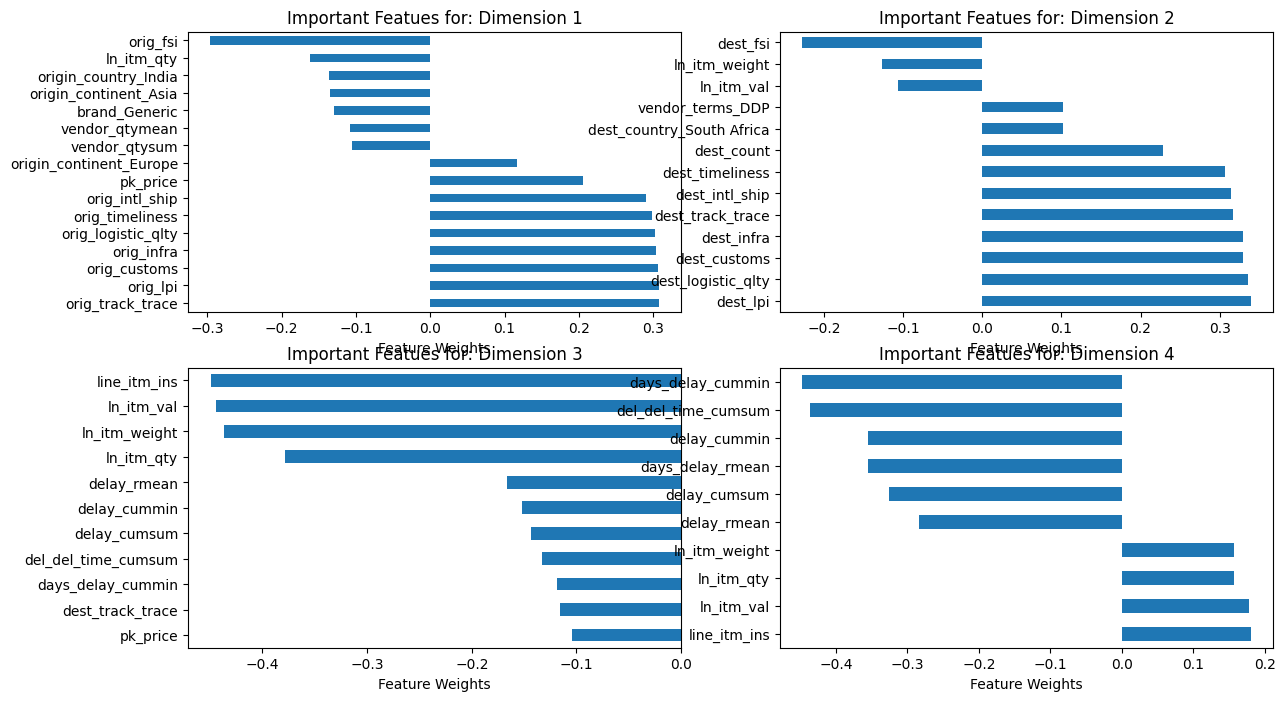 Important Featues for: Dimension 1
orig_fsi
ln_itm_qty
origin_country_India
origin_continent_Asia
brand_Generic
vendor_qtymean
vendor_qtysum
origin_continent_Europe
pk_price
orig_intl_ship
orig_timeliness
orig_logistic_qlty
orig_infra
orig_customs
orig_lpi
orig_track_trace
−0.3 −0.2 −0.1 0.0 0.1 0.2 0.3
Feature Weights
Important Featues for: Dimension 2
dest_fsi
ln_itm_weight
ln_itm_val
vendor_terms_DDP
dest_country_South Africa
dest_count
dest_timeliness
dest_intl_ship
dest_track_trace
dest_infra
dest_customs
dest_logistic_qlty
dest_lpi
−0.2 −0.1 0.0 0.1 0.2 0.3
Feature Weights
Important Featues for: Dimension 3
line_itm_ins
ln_itm_val
ln_itm_weight
ln_itm_qty
delay_rmean
delay_cummin
delay_cumsum
del_del_time_cumsum
days_delay_cummin
dest_track_trace
pk_price
−0.4 −0.3 −0.2 −0.1 0.0
Feature Weights
Important Featues for: Dimension 4
days_delay_cummin
del_del_time_cumsum
delay_cummin
days_delay_rmean
delay_cumsum
delay_rmean
ln_itm_weight
ln_itm_qty
ln_itm_val
line_itm_ins
−0.4 −0.3 −0.2 −0.1 0.0 0.1 0.2
Feature Weights